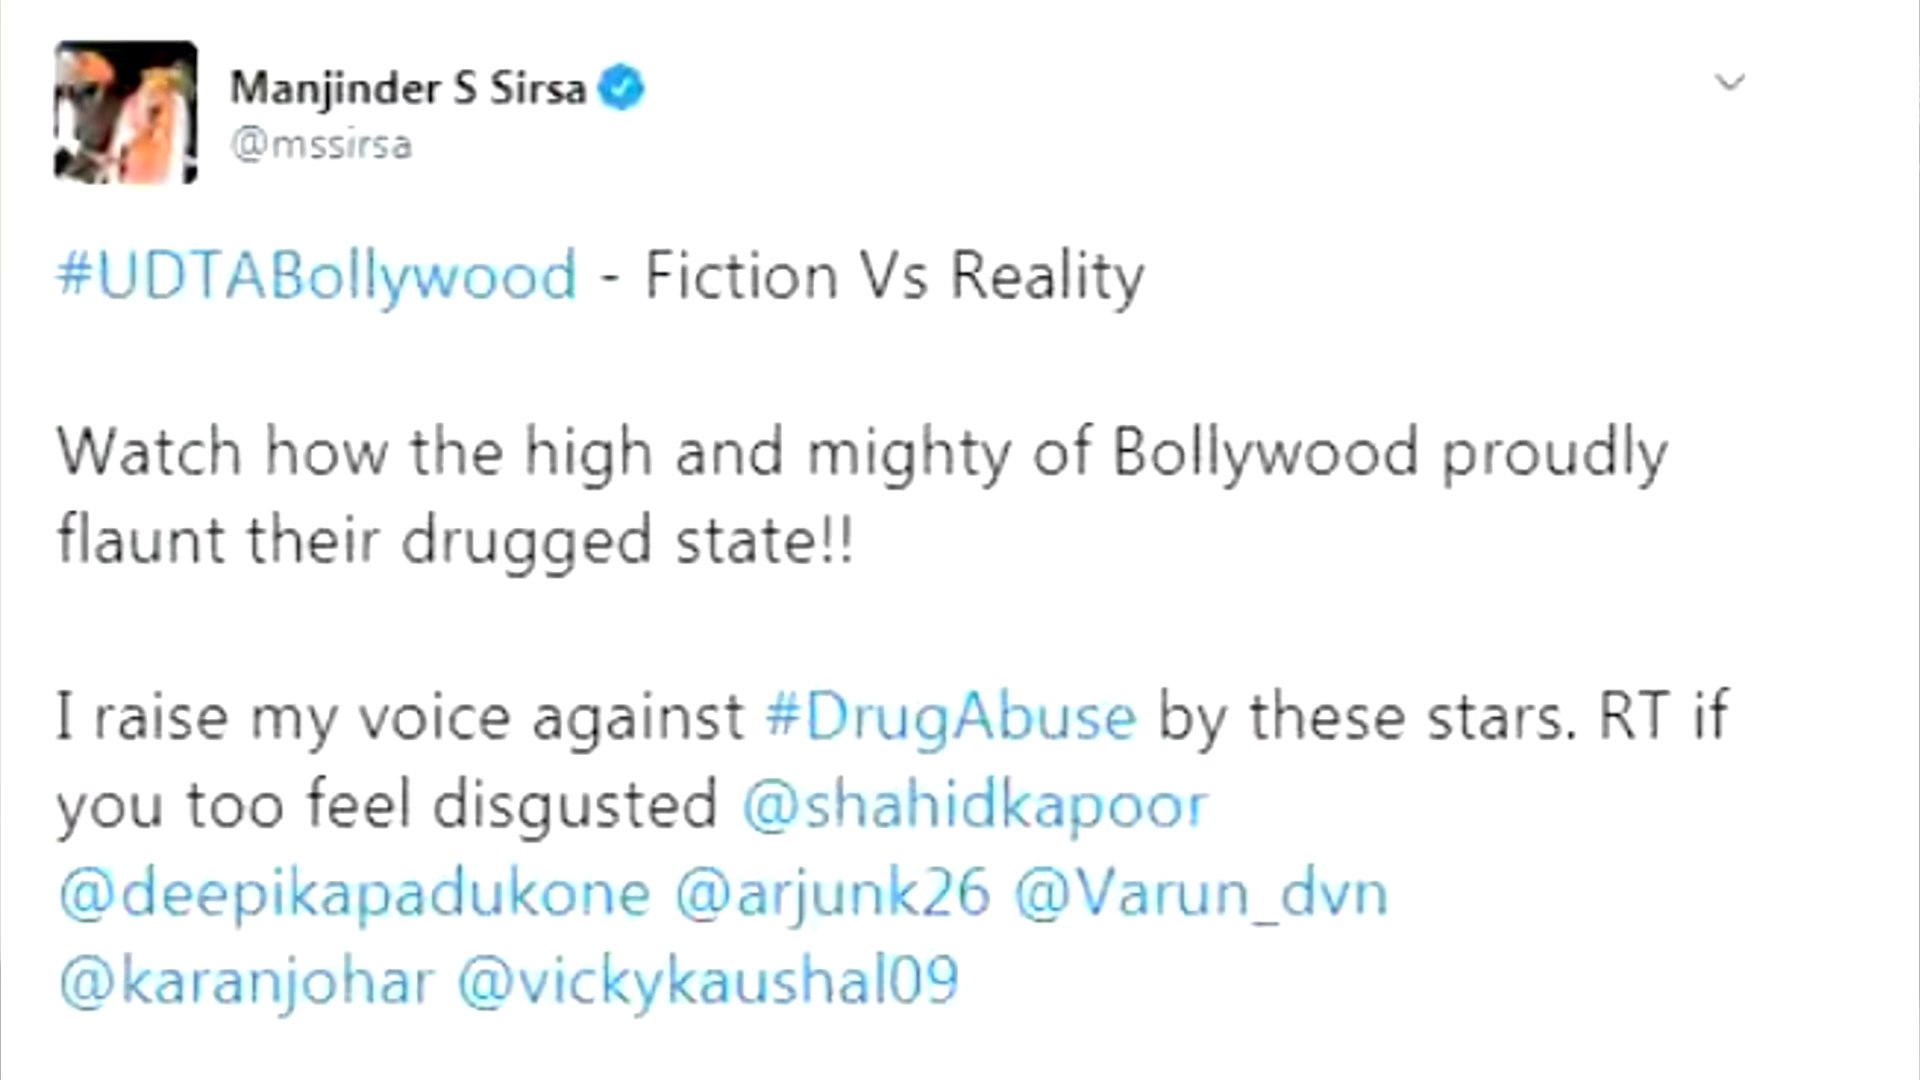 Manjinder S Sirsa
@mssirsa
#UDTABollywood - Fiction Vs Reality
Watch how the high and mighty of Bollywood proudly
flaunt their drugged state!!
I raise my voice against #DrugAbuse by these stars. RT if
you too feel disgusted @shahidkapoor
@deepikapadukone @arjunk26 @Varun_dvn
@karanjohar @vickykaushal09